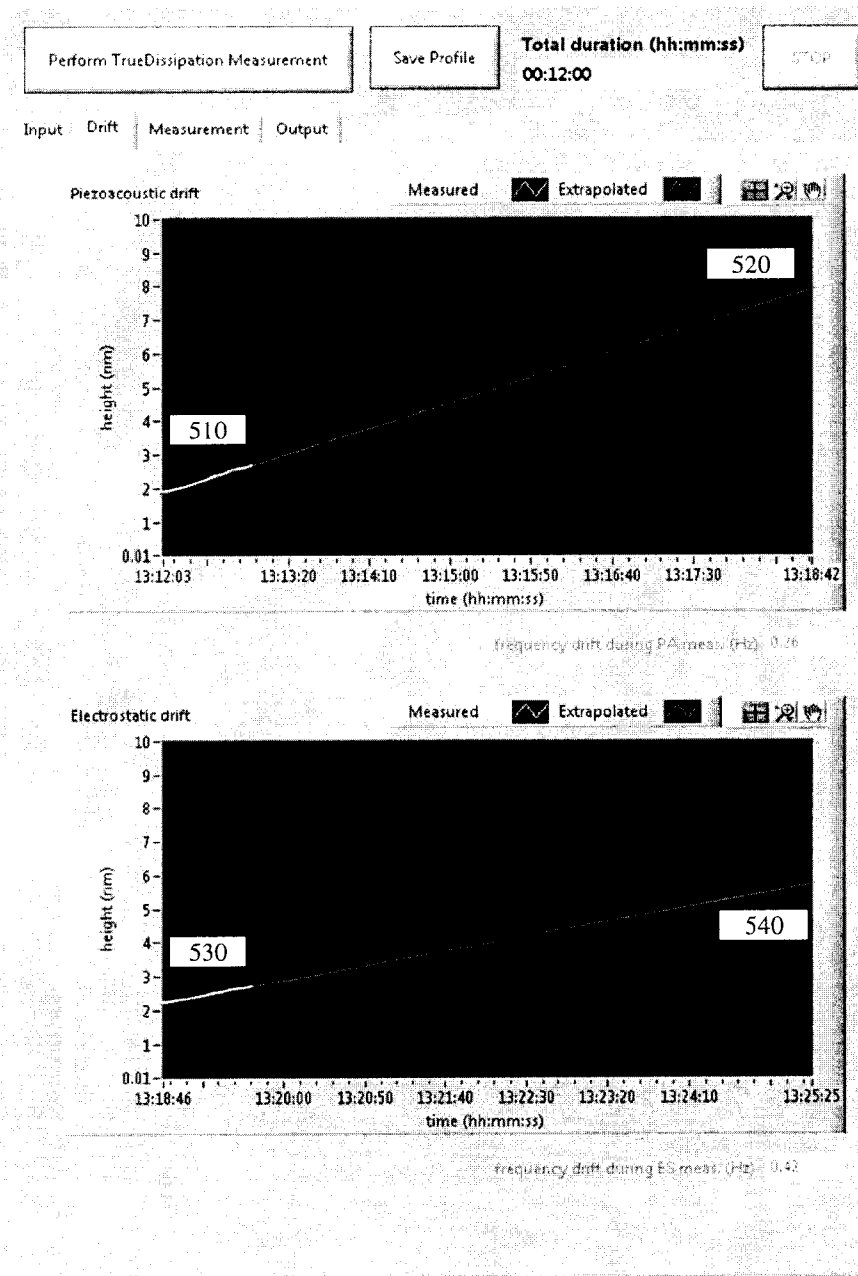 Perform TrueDissipation Measurement
Save Profile
Total duration (hh:mm:ss)
00:12:00
STOP
Input Drift Measurement Output
Piezoacoustic drift
Measured Extrapolated
10
9
8
7
6
5
4
3
2
1
0.01
height (nm)
510
520
13:12:03 13:13:20 13:14:10 13:15:00 13:15:50 13:16:40 13:17:30 13:18:42
time (hh:mm:ss)
frequency drift during PA meas. (Hz) 0.26
Electrostatic drift
Measured Extrapolated
10
9
8
7
6
5
4
3
2
1
0.01
height (nm)
530
540
13:18:46 13:20:00 13:20:50 13:21:40 13:22:30 13:23:20 13:24:10 13:25:25
time (hh:mm:ss)
frequency drift during ES meas. (Hz) 0.42